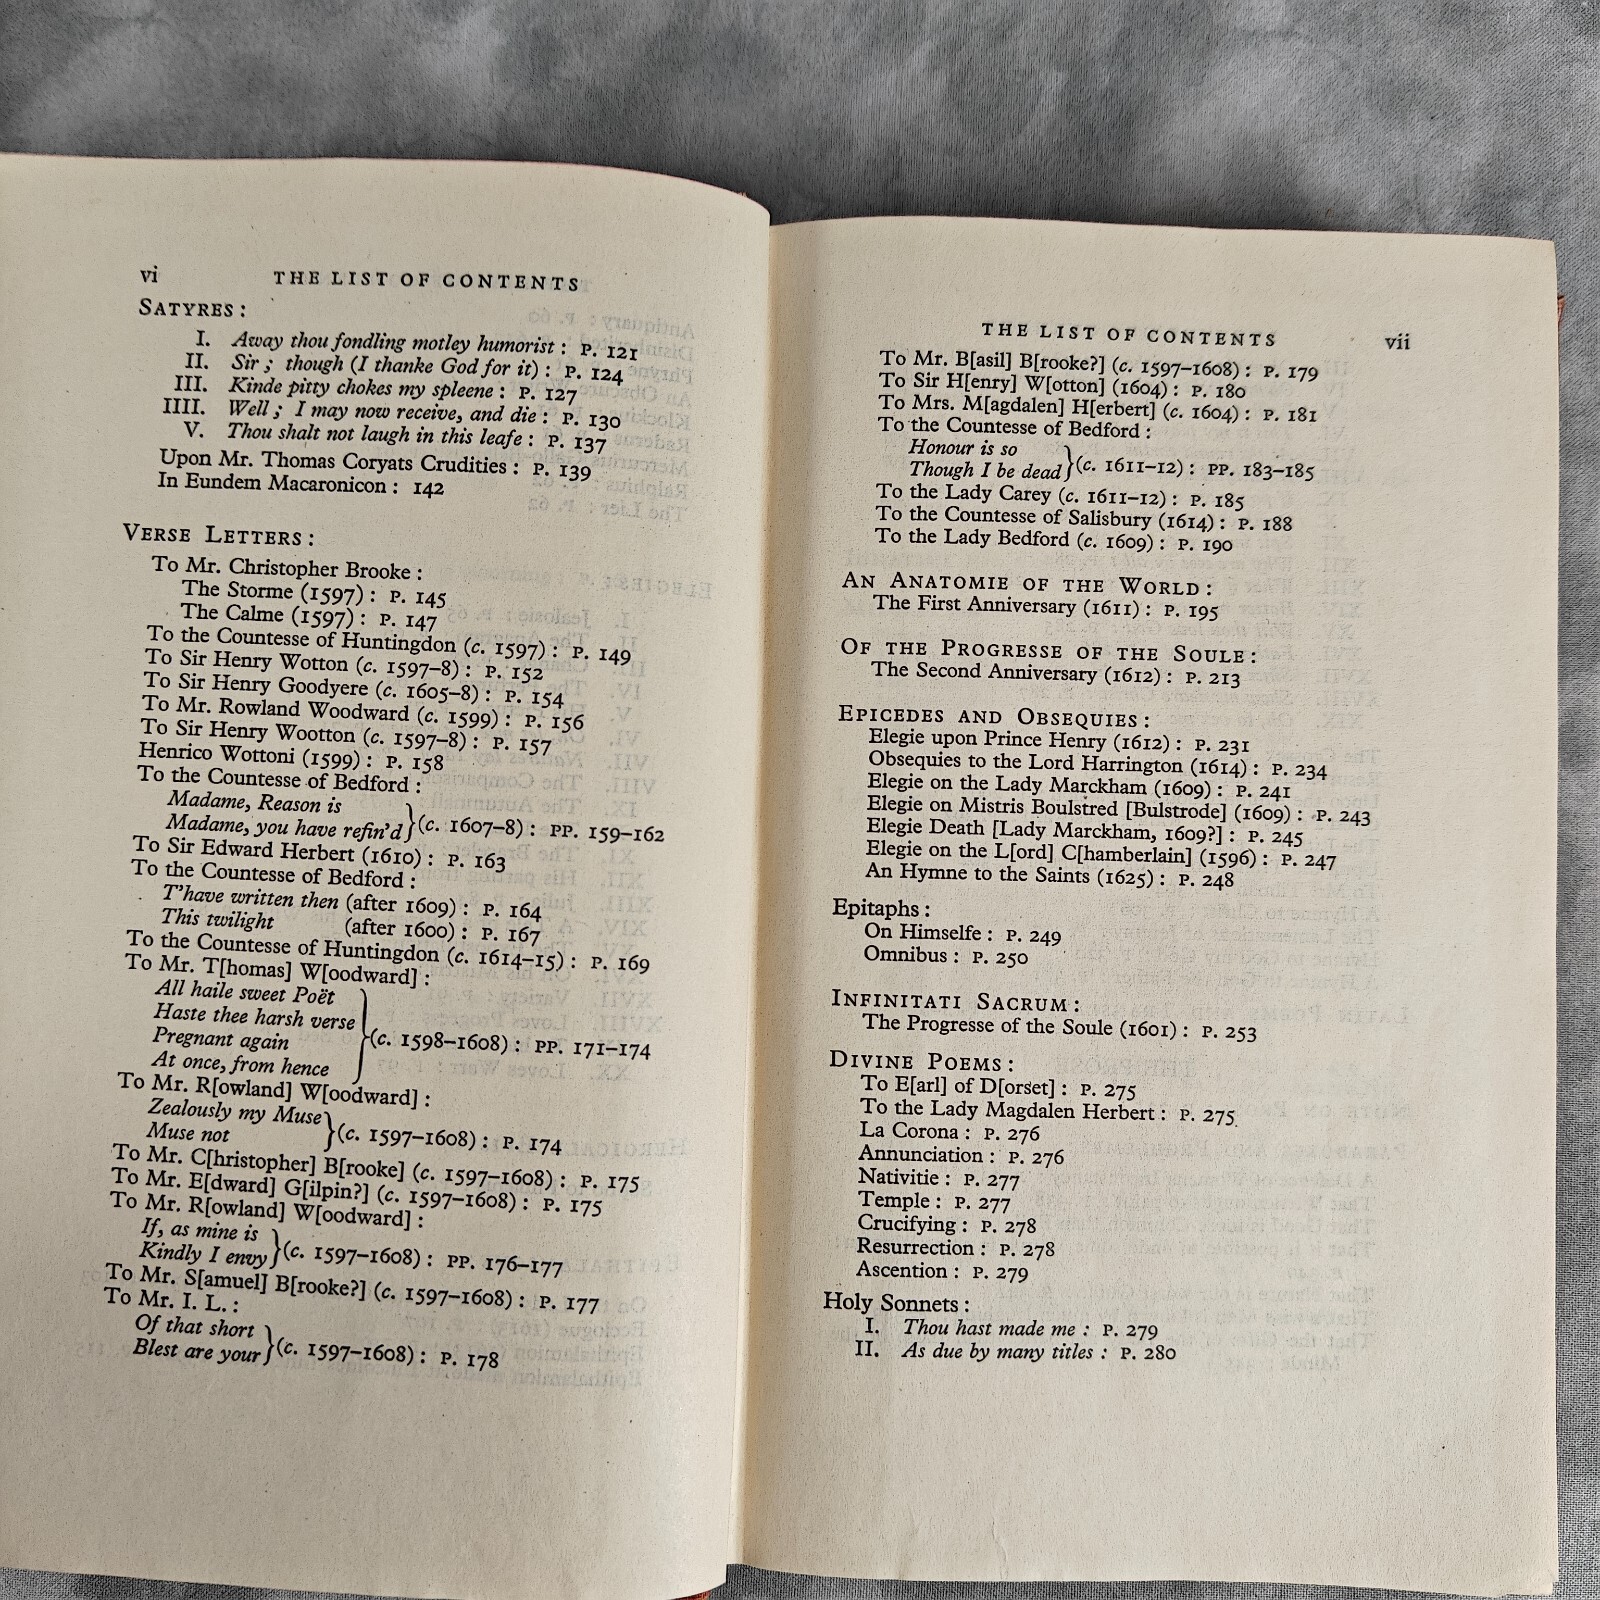 vi THE LIST OF CONTENTS
SATYRES:
I. Away thou fondling motley humorist: P. 121
II. Sir; though (I thanke God for it): P. 124
III. Kinde pitty chokes my spleene: P. 127
IIII. Well; I may now receive, and die: P. 130
V. Thou shalt not laugh in this leafe: P. 137
Upon Mr. Thomas Coryats Crudities: P. 139
In Eundem Macaronicon: 142
VERSE LETTERS:
To Mr. Christopher Brooke:
The Storme (1597): P. 145
The Calme (1597): P. 147
To the Countesse of Huntingdon (c. 1597): P. 149
To Sir Henry Wotton (c. 1597-8): P. 152
To Sir Henry Goodyere (c. 1605-8): P. 154
To Mr. Rowland Woodward (c. 1599): P. 156
To Sir Henry Wootton (c. 1597-8): P. 157
Henrico Wottoni (1599): P. 158
To the Countesse of Bedford:
Madame, Reason is
Madame, you have refin'd } (c. 1607-8): PP. 159-162
To Sir Edward Herbert (1610): P. 163
To the Countesse of Bedford:
T'have written then (after 1609): P. 164
This twilight (after 1600): P. 167
To the Countesse of Huntingdon (c. 1614-15): P. 169
To Mr. T[homas] W[oodward]:
All haile sweet Poët
Haste thee harsh verse
Pregnant again } (c. 1598-1608): PP. 171-174
At once, from hence
To Mr. R[owland] W[oodward]:
Zealously my Muse
Muse not } (c. 1597-1608): P. 174
To Mr. C[hristopher] B[rooke] (c. 1597-1608): P. 175
To Mr. E[dward] G[ilpin?] (c. 1597-1608): P. 175
To Mr. R[owland] W[oodward]:
If, as mine is
Kindly I envy } (c. 1597-1608): PP. 176-177
To Mr. S[amuel] B[rooke?] (c. 1597-1608): P. 177
To Mr. I. L.:
Of that short
Blest are your } (c. 1597-1608): P. 178
THE LIST OF CONTENTS vii
To Mr. B[asil] B[rooke?] (c. 1597-1608): P. 179
To Sir H[enry] W[otton] (1604): P. 180
To Mrs. M[agdalen] H[erbert] (c. 1604): P. 181
To the Countesse of Bedford:
Honour is so
Though I be dead } (c. 1611-12): PP. 183-185
To the Lady Carey (c. 1611-12): P. 185
To the Countesse of Salisbury (1614): P. 188
To the Lady Bedford (c. 1609): P. 190
AN ANATOMIE OF THE WORLD:
The First Anniversary (1611): P. 195
OF THE PROGRESSE OF THE SOULE:
The Second Anniversary (1612): P. 213
EPICEDES AND OBSEQUIES:
Elegie upon Prince Henry (1612): P. 231
Obsequies to the Lord Harrington (1614): P. 234
Elegie on the Lady Marckham (1609): P. 241
Elegie on Mistris Boulstred [Bulstrode] (1609): P. 243
Elegie Death [Lady Marckham, 1609?]: P. 245
Elegie on the L[ord] C[hamberlain] (1596): P. 247
An Hymne to the Saints (1625): P. 248
Epitaphs:
On Himselfe: P. 249
Omnibus: P. 250
INFINITATI SACRUM:
The Progresse of the Soule (1601): P. 253
DIVINE POEMS:
To E[arl] of D[orset]: P. 275
To the Lady Magdalen Herbert: P. 275
La Corona: P. 276
Annunciation: P. 276
Nativitie: P. 277
Temple: P. 277
Crucifying: P. 278
Resurrection: P. 278
Ascention: P. 279
Holy Sonnets:
I. Thou hast made me: P. 279
II. As due by many titles: P. 280